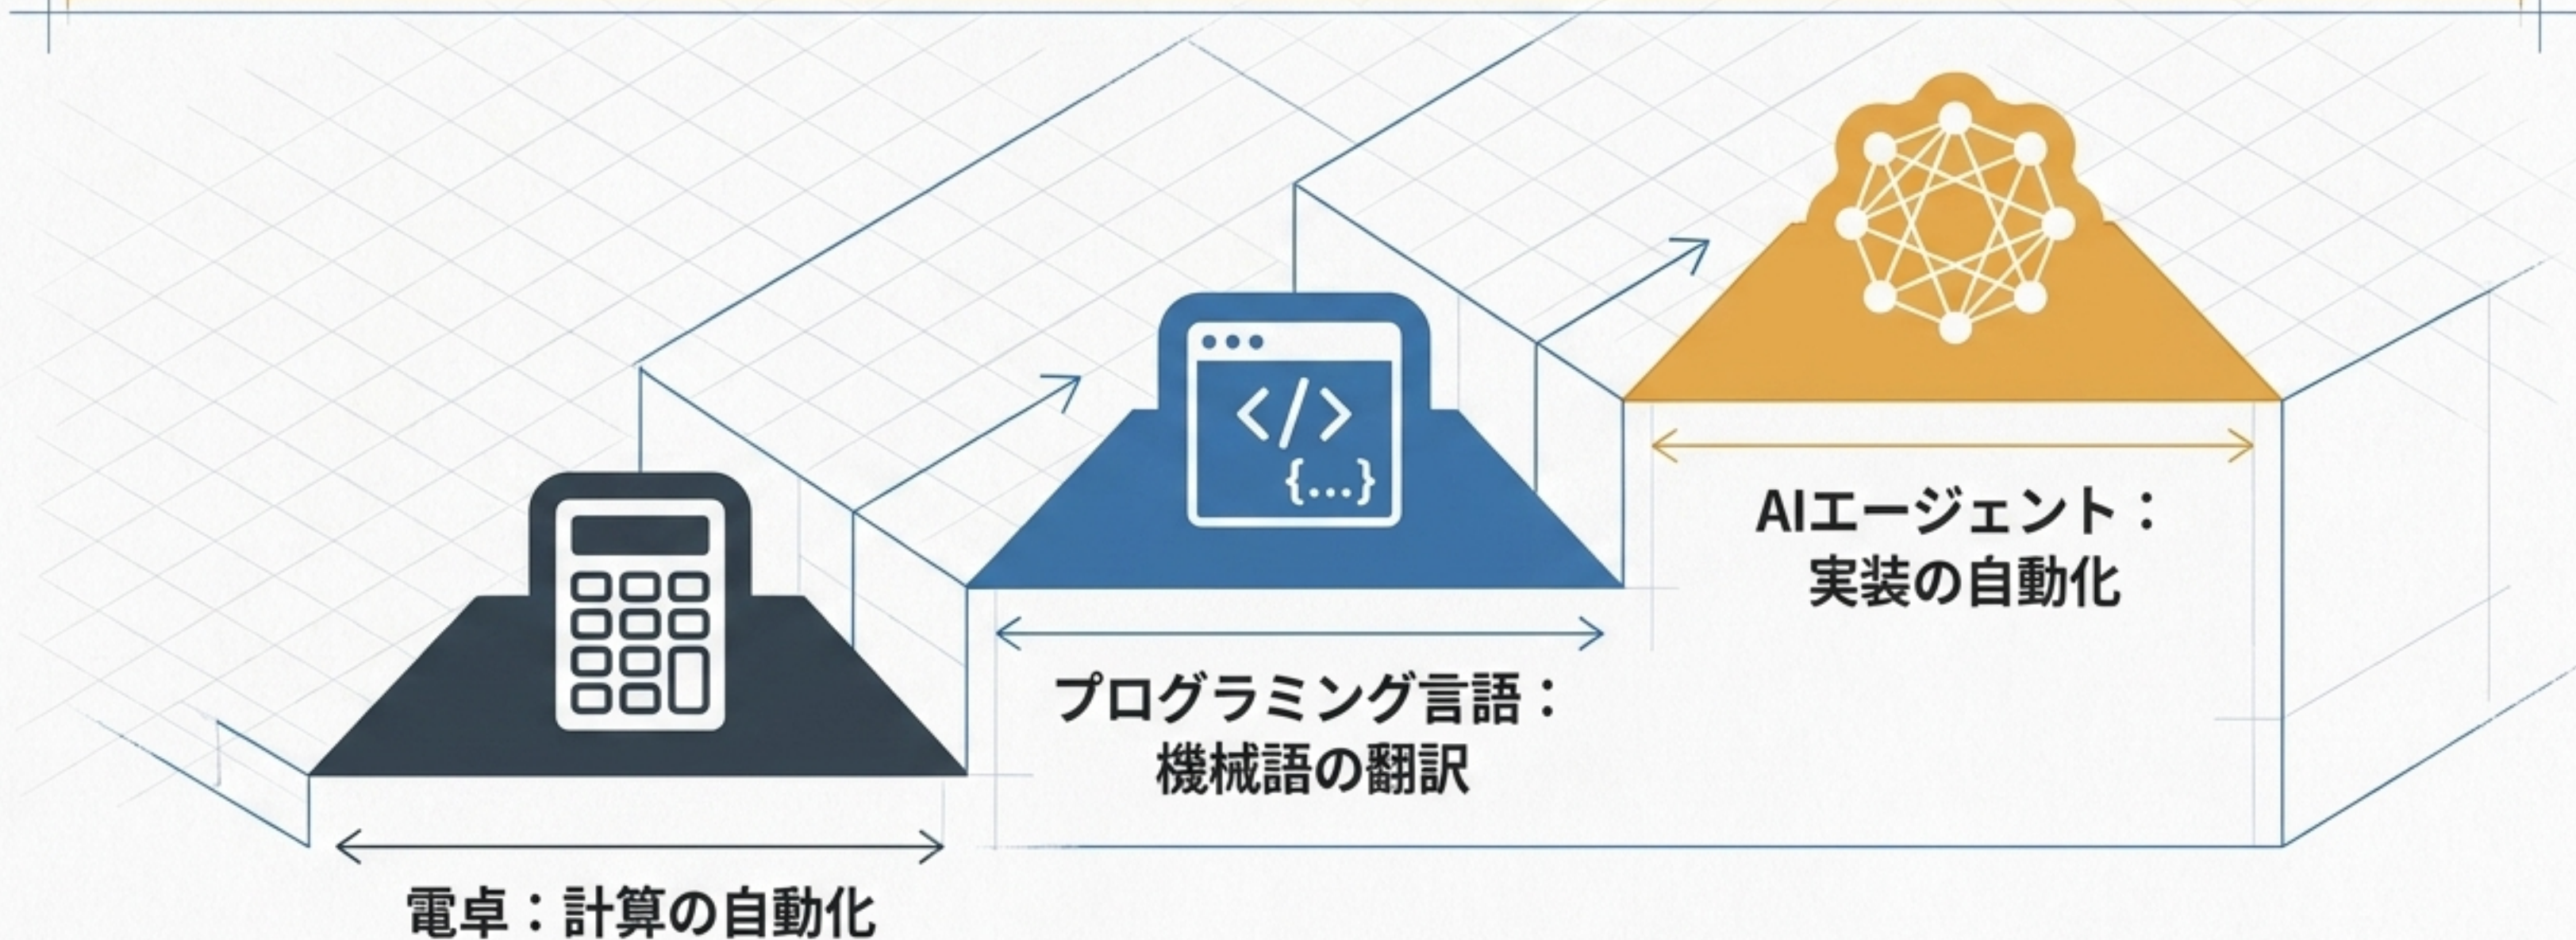 電卓：計算の自動化
</>
{...}
プログラミング言語：
機械語の翻訳
AIエージェント：
実装の自動化